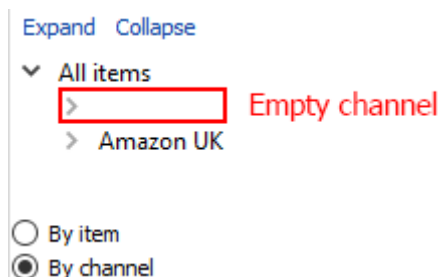 Expand Collapse
All items
Empty channel
Amazon UK
By item
By channel